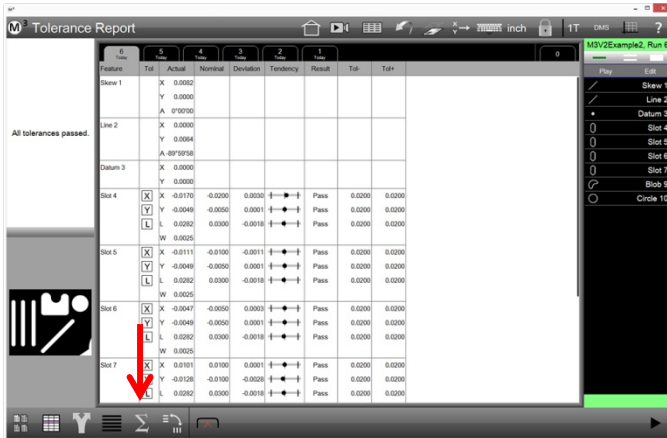 M³
M³ Tolerance Report
inch
1T
DMS
?
M3V2Example2, Run 6
6 Today
5 Today
4 Today
3 Today
2 Today
1 Today
0
Play Edit
Feature Tol Actual Nominal Deviation Tendency Result Tol- Tol+
All tolerances passed.
Skew 1 X 0.0082
Y 0.0000
A 0°00'00
Line 2 X 0.0000
Y 0.0064
A -89°59'58
Datum 3 X 0.0000
Y 0.0000
Slot 4 X X -0.0170 -0.0200 0.0030 Pass 0.0200 0.0200
Y Y -0.0049 -0.0050 0.0001 Pass 0.0200 0.0200
L L 0.0282 0.0300 -0.0018 Pass 0.0200 0.0200
W 0.0025
Slot 5 X X -0.0111 -0.0100 -0.0011 Pass 0.0200 0.0200
Y Y -0.0049 -0.0050 0.0001 Pass 0.0200 0.0200
L L 0.0282 0.0300 -0.0018 Pass 0.0200 0.0200
W 0.0025
Slot 6 X X -0.0047 -0.0050 0.0003 Pass 0.0200 0.0200
Y Y -0.0049 -0.0050 0.0001 Pass 0.0200 0.0200
L L 0.0282 0.0300 -0.0018 Pass 0.0200 0.0200
W 0.0025
Slot 7 X X 0.0101 0.0100 0.0001 Pass 0.0200 0.0200
Y -0.0128 -0.0100 -0.0028 Pass 0.0200 0.0200
L L 0.0282 0.0300 -0.0018 Pass 0.0200 0.0200
Skew 1
Line 2
Datum 3
Slot 4
Slot 5
Slot 6
Slot 7
Blob 9
Circle 10